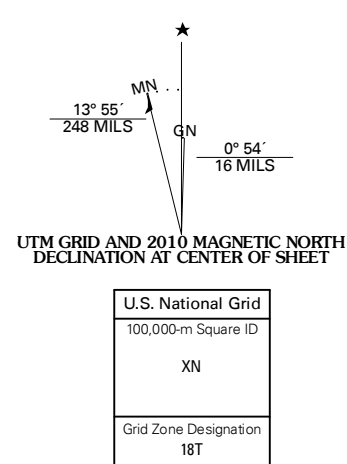 ★
MN
13° 55´
248 MILS
GN
0° 54´
16 MILS
UTM GRID AND 2010 MAGNETIC NORTH
DECLINATION AT CENTER OF SHEET
U.S. National Grid
100,000-m Square ID
XN
Grid Zone Designation
18T